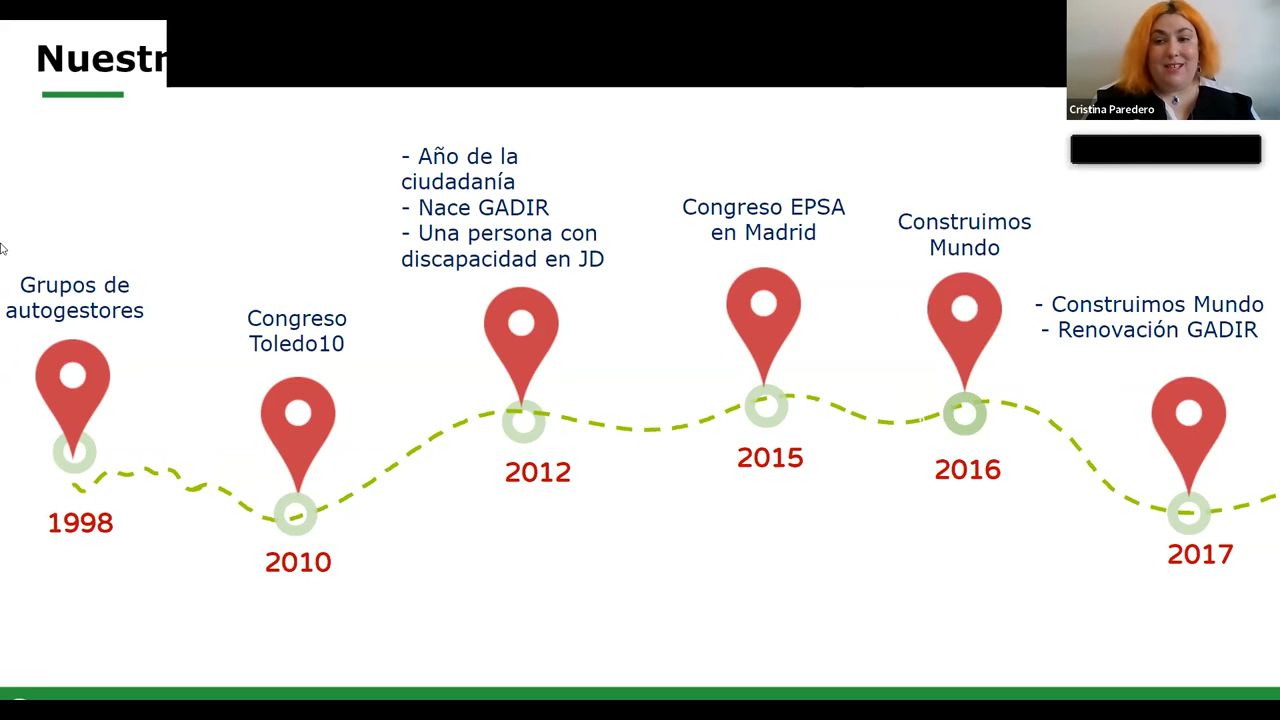 Nuestr
Cristina Paredero
- Año de la
ciudadanía
- Nace GADIR
- Una persona con
discapacidad en JD
Congreso EPSA
en Madrid
Construimos
Mundo
Grupos de
autogestores
Congreso
Toledo10
- Construimos Mundo
- Renovación GADIR
1998
2010
2012
2015
2016
2017